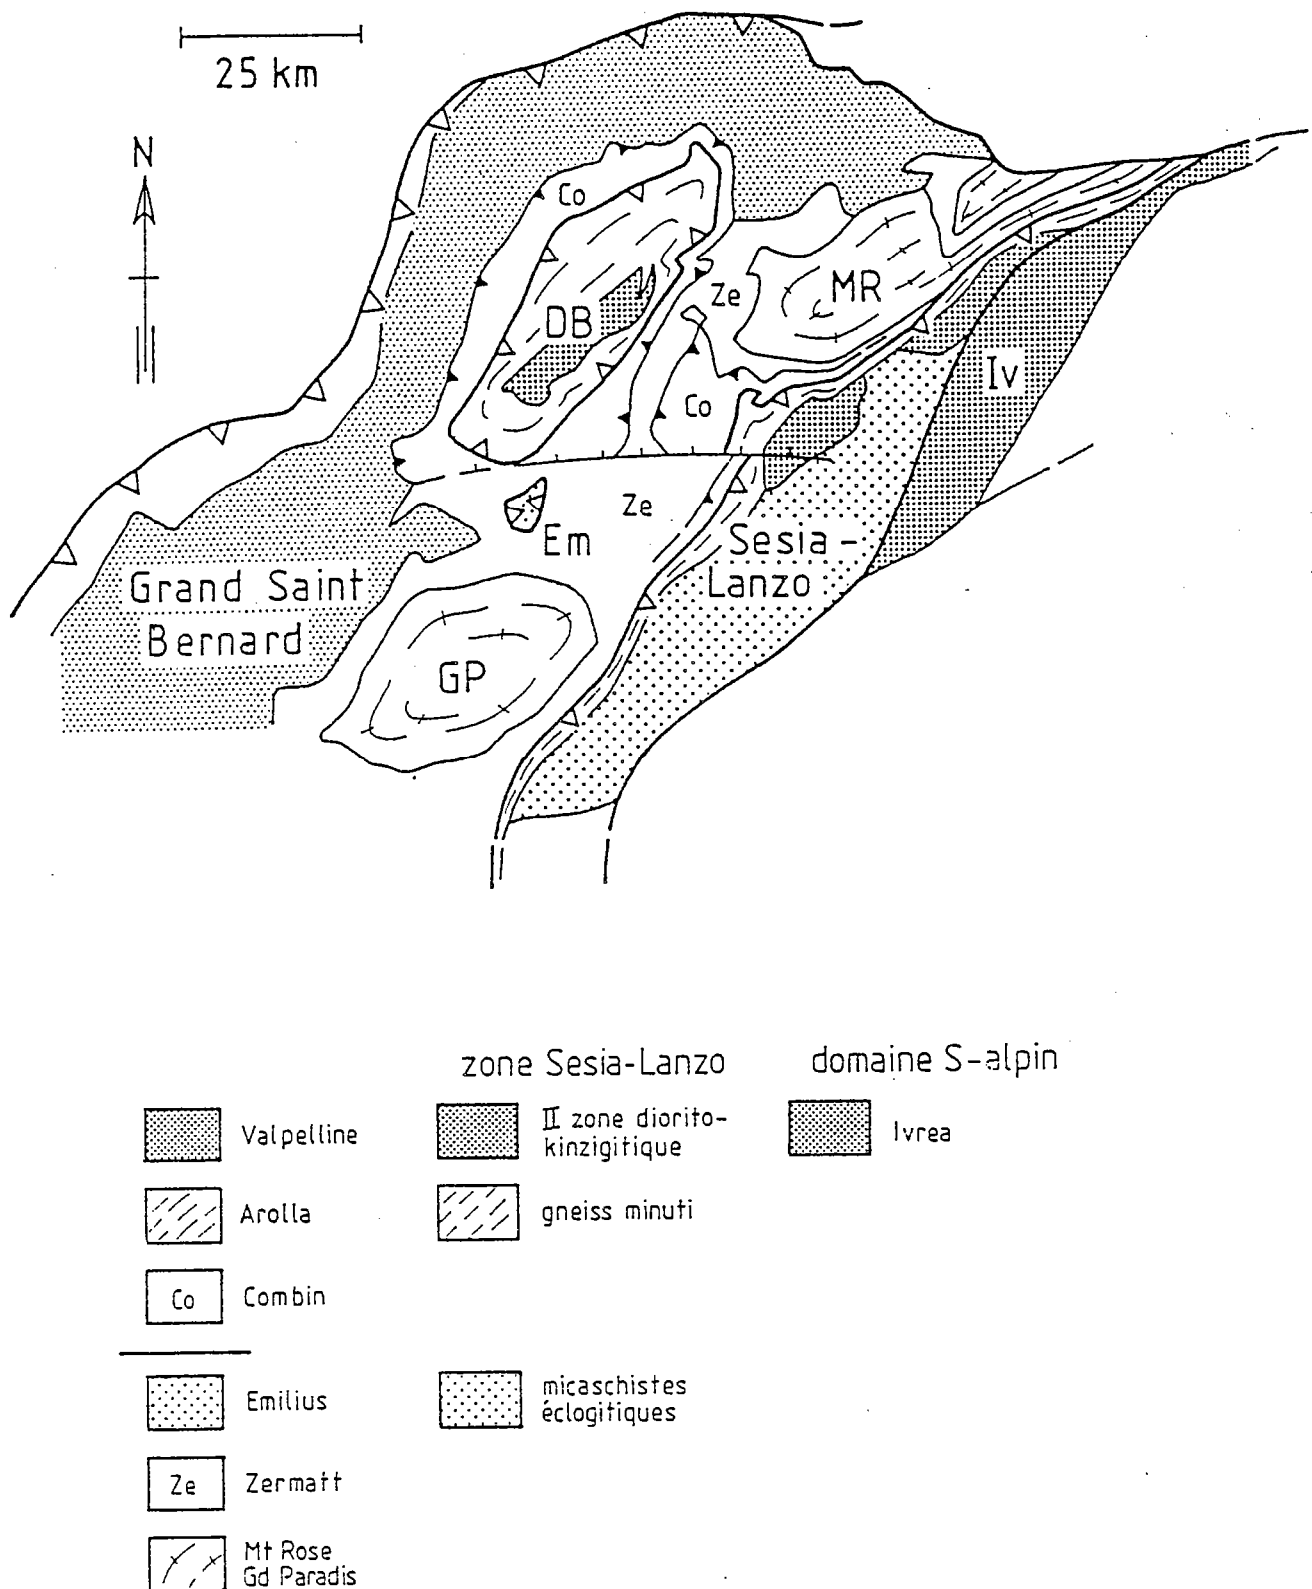 25 km
N
Co
DB
Ze
MR
Iv
Co
Ze
Em
Sesia-
Lanzo
Grand Saint
Bernard
GP
zone Sesia-Lanzo
domaine S-alpin
Valpelline
II zone diorito-
kinzigitique
Ivrea
Arolla
gneiss minuti
Co
Combin
Emilius
micaschistes
éclogitiques
Ze
Zermatt
Mt Rose
Gd Paradis